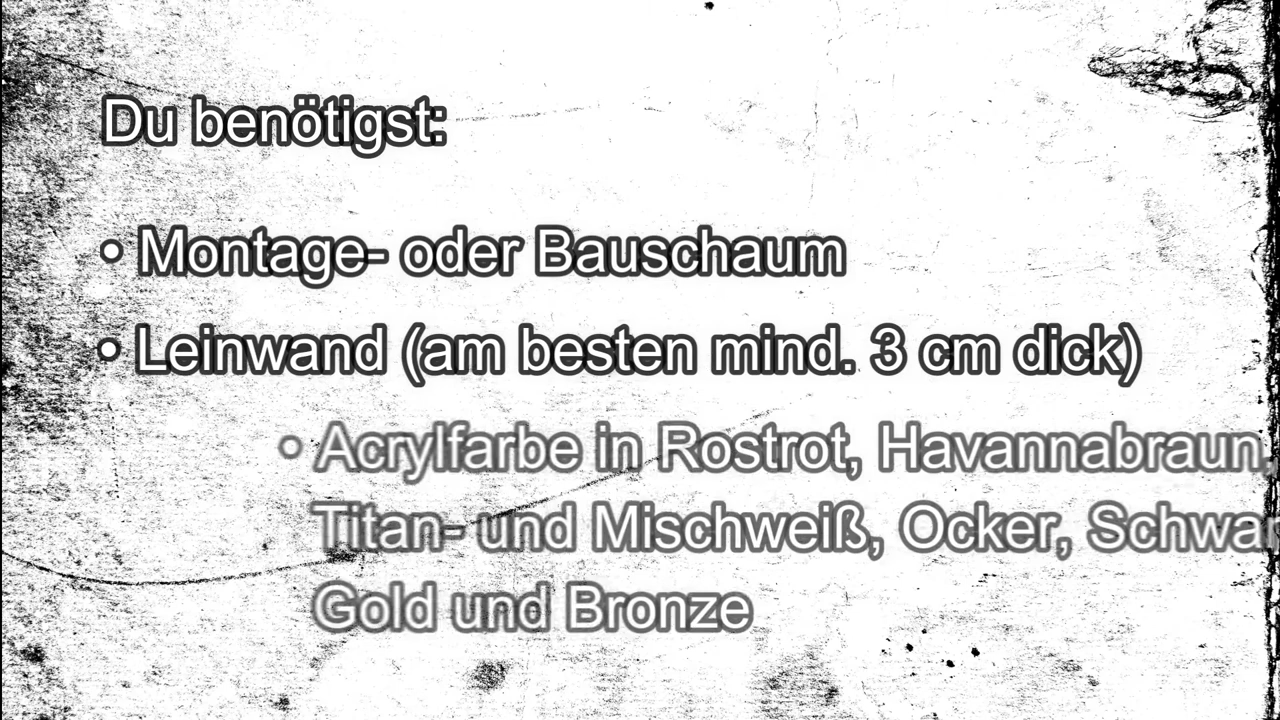 Du benötigst:
• Montage- oder Bauschaum
• Leinwand (am besten mind. 3 cm dick)
• Acrylfarbe in Rostrot, Havannabraun,
Titan- und Mischweiß, Ocker,
Gold und Bronze